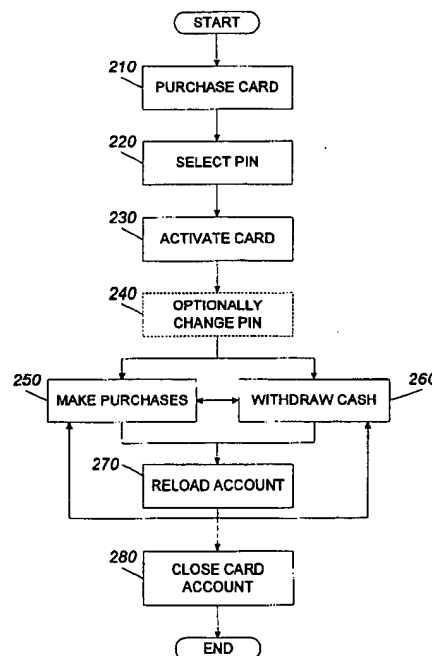 START
210
PURCHASE CARD
220
SELECT PIN
230
ACTIVATE CARD
240
OPTIONALLY
CHANGE PIN
250
MAKE PURCHASES
WITHDRAW CASH
260
270
RELOAD ACCOUNT
280
CLOSE CARD
ACCOUNT
END